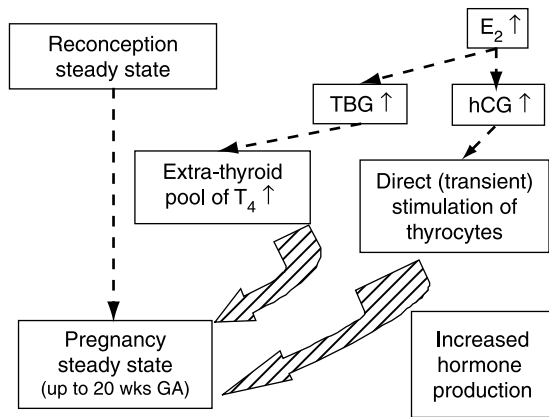 Reconception
steady state
E₂ ↑
TBG ↑
hCG ↑
Extra-thyroid
pool of T₄ ↑
Direct (transient)
stimulation of
thyrocytes
Pregnancy
steady state
(up to 20 wks GA)
Increased
hormone
production